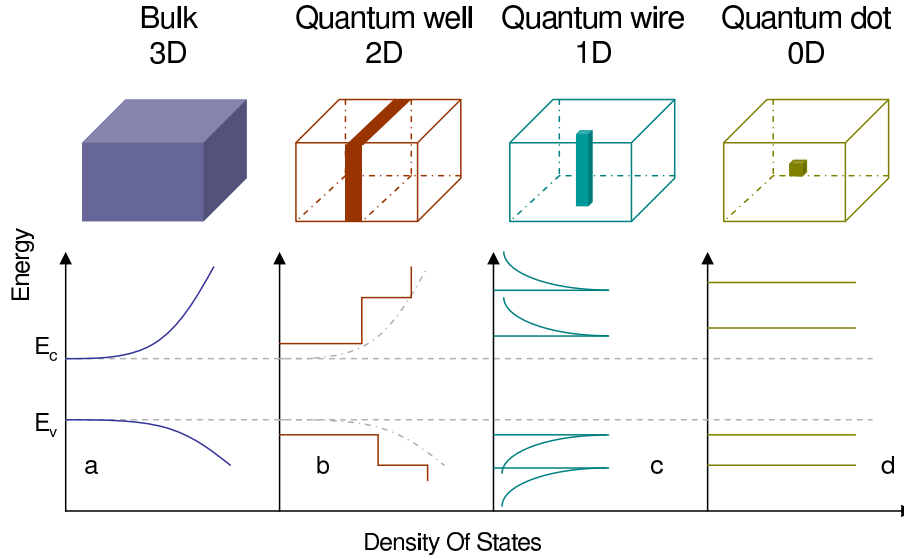 Bulk
3D
Quantum well
2D
Quantum wire
1D
Quantum dot
0D
Energy
Ec
Ev
a
b
c
d
Density Of States